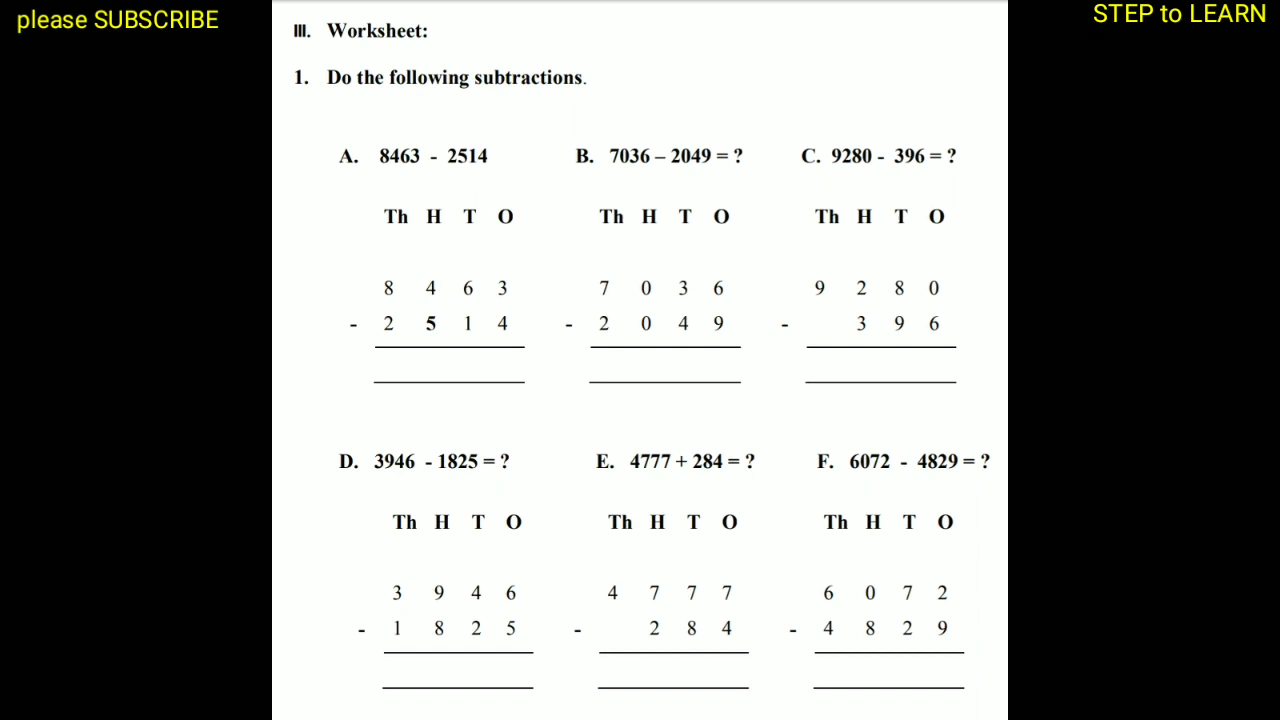 please SUBSCRIBE
STEP to LEARN
III. Worksheet:
1. Do the following subtractions.
A. 8463 - 2514
B. 7036 – 2049 = ?
C. 9280 - 396 = ?
Th H T O
Th H T O
Th H T O
8 4 6 3
7 0 3 6
9 2 8 0
- 2 5 1 4
- 2 0 4 9
- 3 9 6
D. 3946 - 1825 = ?
E. 4777 + 284 = ?
F. 6072 - 4829 = ?
Th H T O
Th H T O
Th H T O
3 9 4 6
4 7 7 7
6 0 7 2
- 1 8 2 5
- 2 8 4
- 4 8 2 9